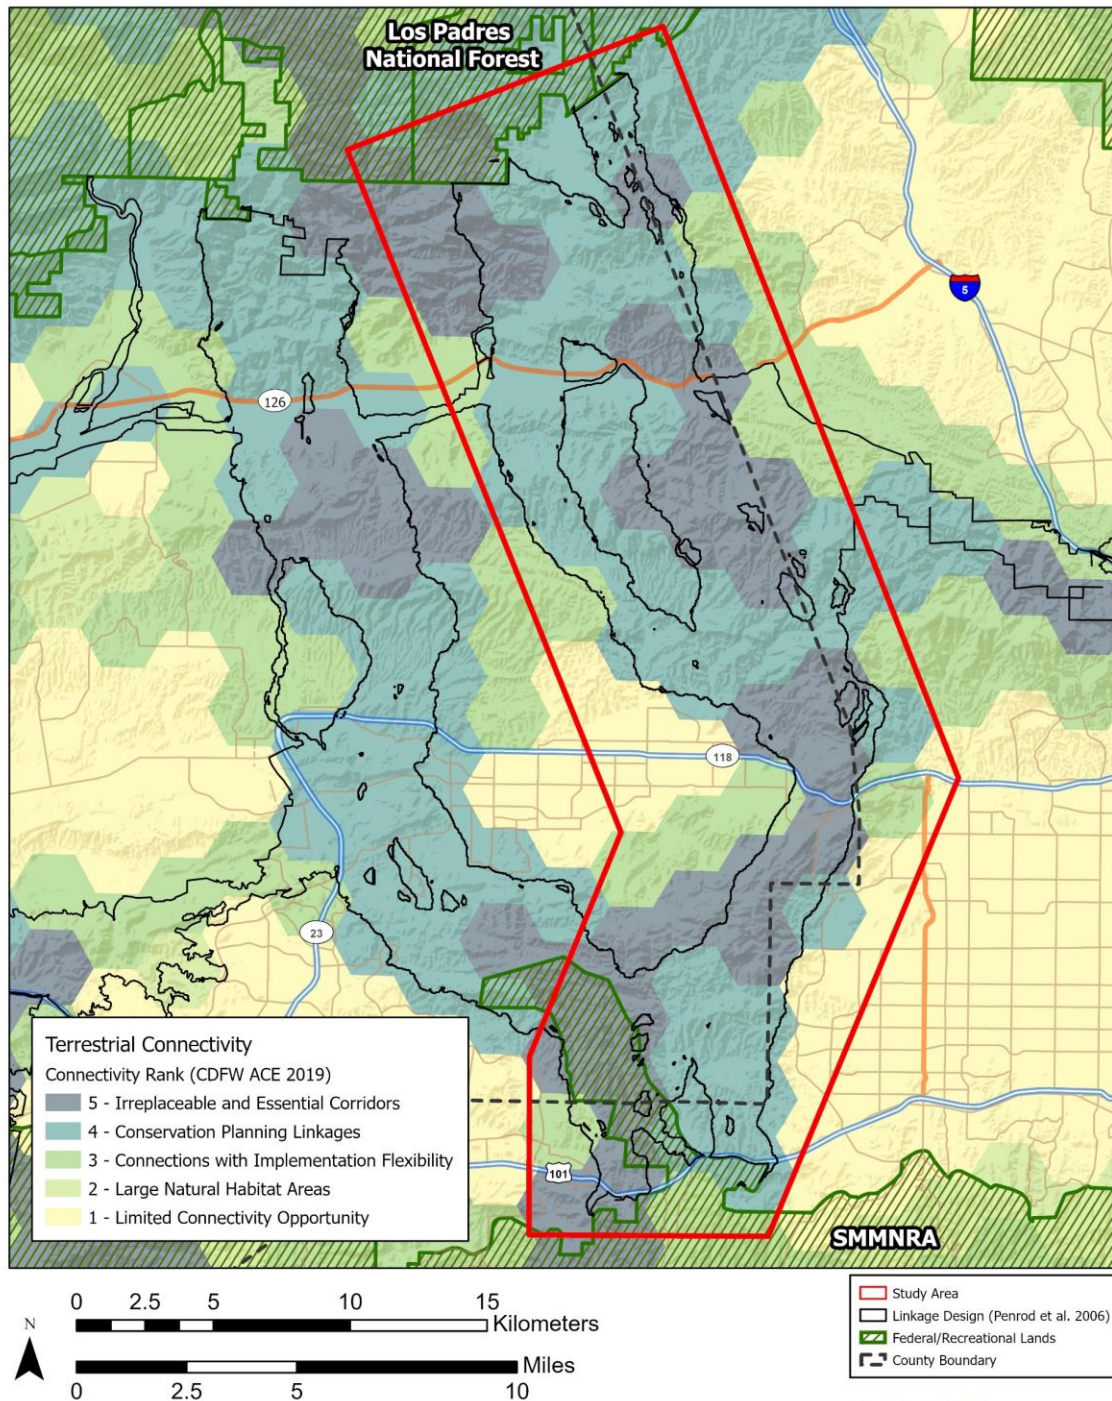 Los Padres
National Forest
5
126
118
23
101
SMMNRA
Terrestrial Connectivity
Connectivity Rank (CDFW ACE 2019)
5 - Irreplaceable and Essential Corridors
4 - Conservation Planning Linkages
3 - Connections with Implementation Flexibility
2 - Large Natural Habitat Areas
1 - Limited Connectivity Opportunity
0 2.5 5 10 15
Kilometers
Miles
0 2.5 5 10
N
Study Area
Linkage Design (Penrod et al. 2006)
Federal/Recreational Lands
County Boundary